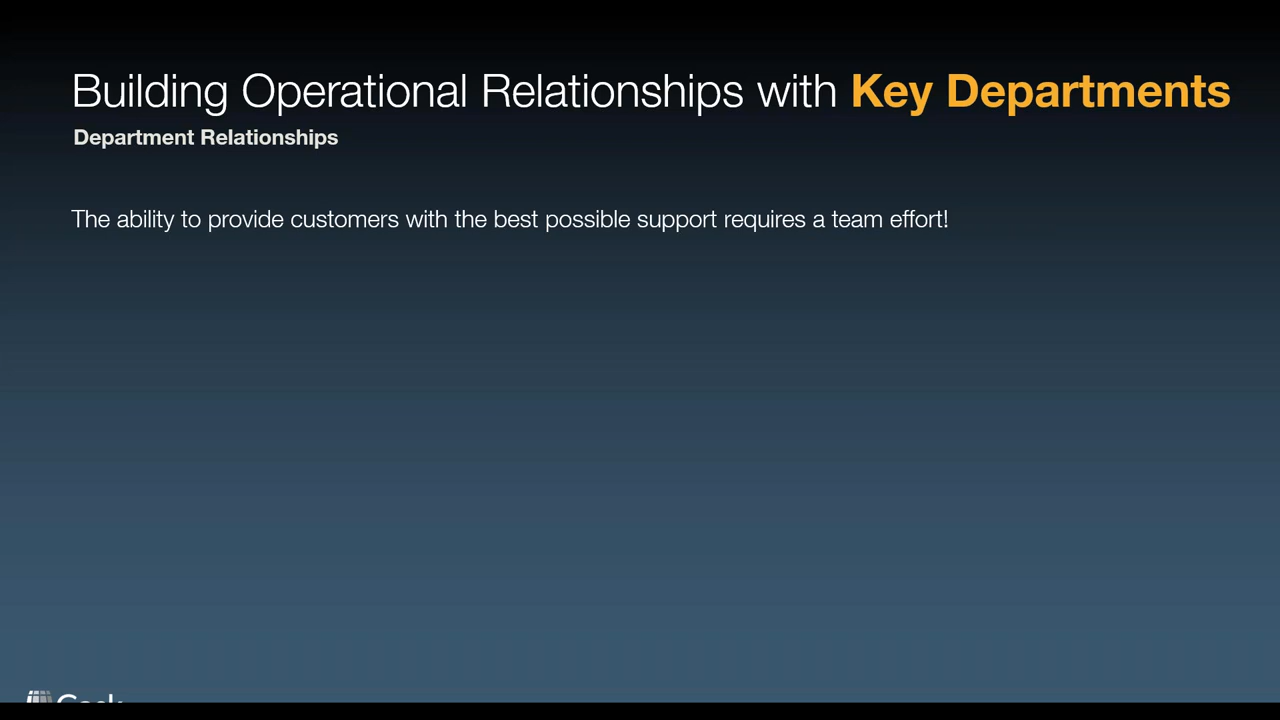 Building Operational Relationships with Key Departments
Department Relationships
The ability to provide customers with the best possible support requires a team effort!